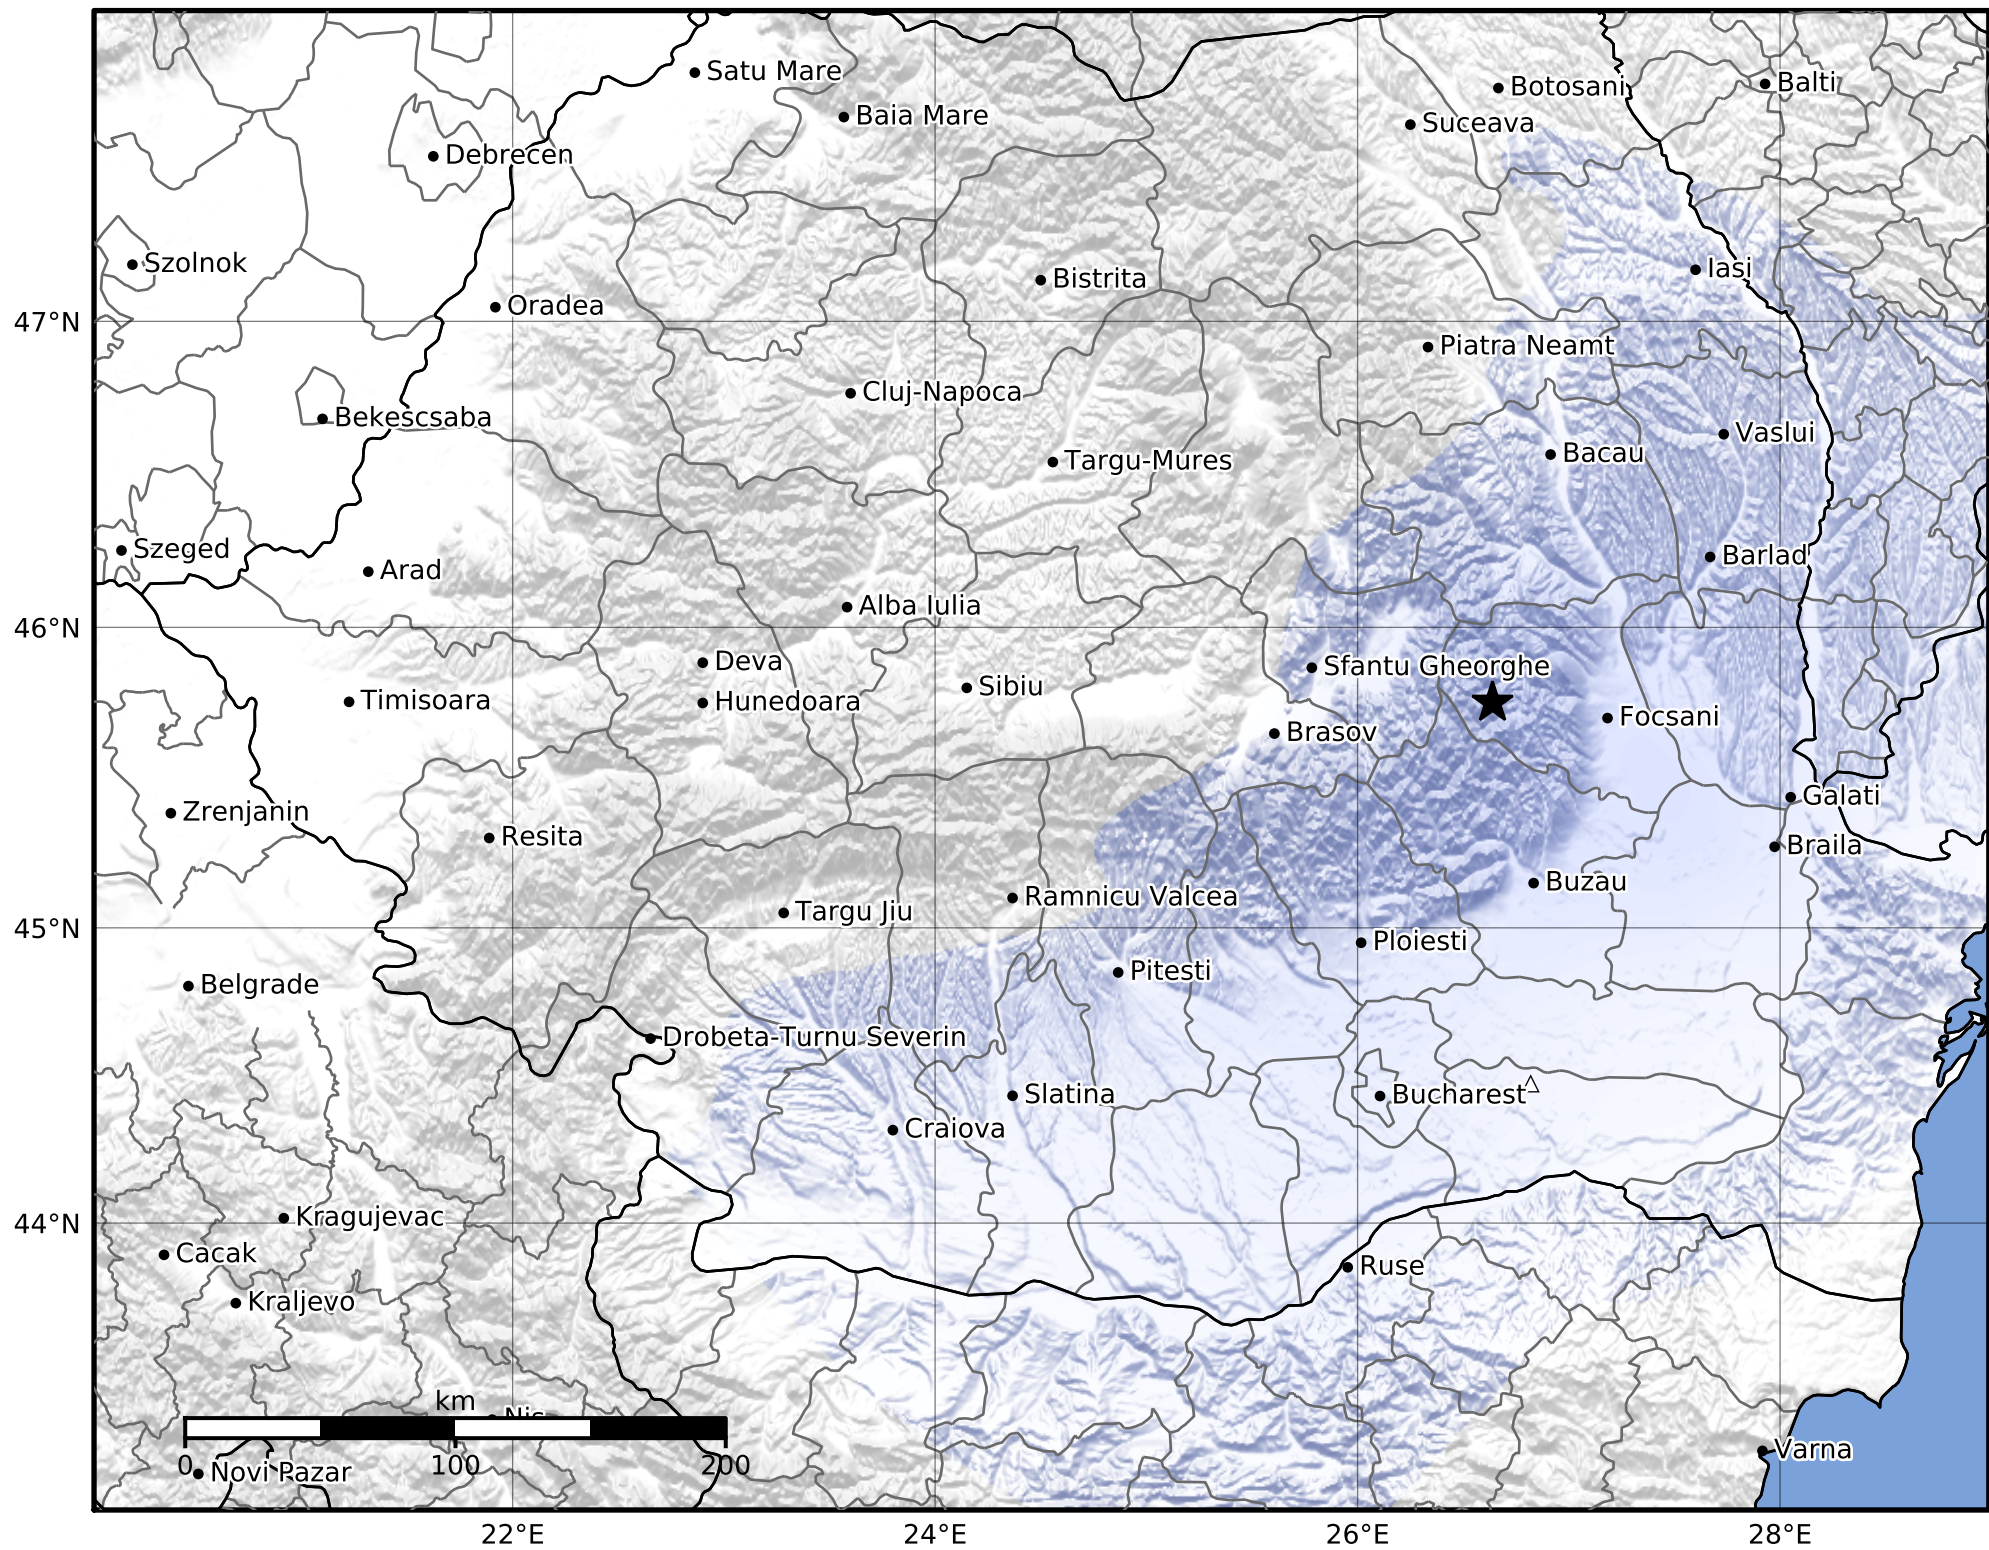 Satu Mare
Botosani
Balti
Baia Mare
Suceava
Debrecen
Szolnok
Iasi
Bistrita
Oradea
47°N
Piatra Neamt
Cluj-Napoca
Bekescsaba
Vaslui
Bacau
Targu-Mures
Szeged
Barlad
Arad
Alba Iulia
46°N
Deva
Sfantu Gheorghe
Sibiu
Timisoara
Hunedoara
Focsani
Brasov
Galati
Zrenjanin
Resita
Braila
Buzau
Ramnicu Valcea
Targu Jiu
45°N
Ploiesti
Pitesti
Belgrade
Drobeta-Turnu Severin
Slatina
Bucharest
Craiova
Kragujevac
44°N
Cacak
Ruse
Kraljevo
km
Nis
Varna
0 100 200
Novi Pazar
22°E 24°E 26°E 28°E